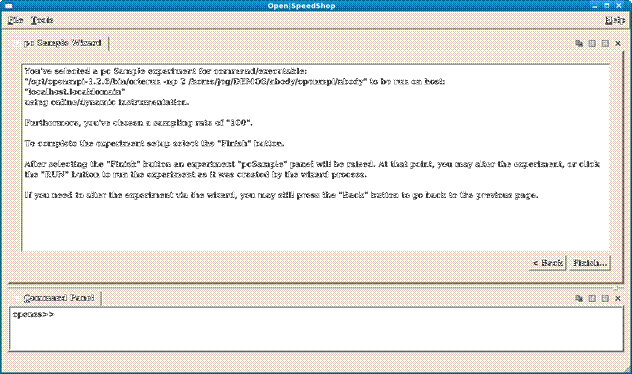 Open|SpeedShop
File Tools Help
pc Sample Wizard
You've selected a pc Sample experiment for command/executable:
"/opt/openmpi-1.2.2/bin/orterun -np 2 /home/jeg/DEMOS/nbody/openmpi/nbody" to be run on host:
"localhost.localdomain"
using online/dynamic instrumentation.
Furthermore, you've chosen a sampling rate of "100".
To complete the experiment setup select the "Finish" button.
After selecting the "Finish" button an experiment "pcSample" panel will be raised. At that point, you may alter the experiment, or click
the "RUN" button to run the experiment as it was created by the wizard process.
If you need to alter the experiment via the wizard, you may still press the "Back" button to go back to the previous page.
< Back Finish...
Command Panel
openss>>